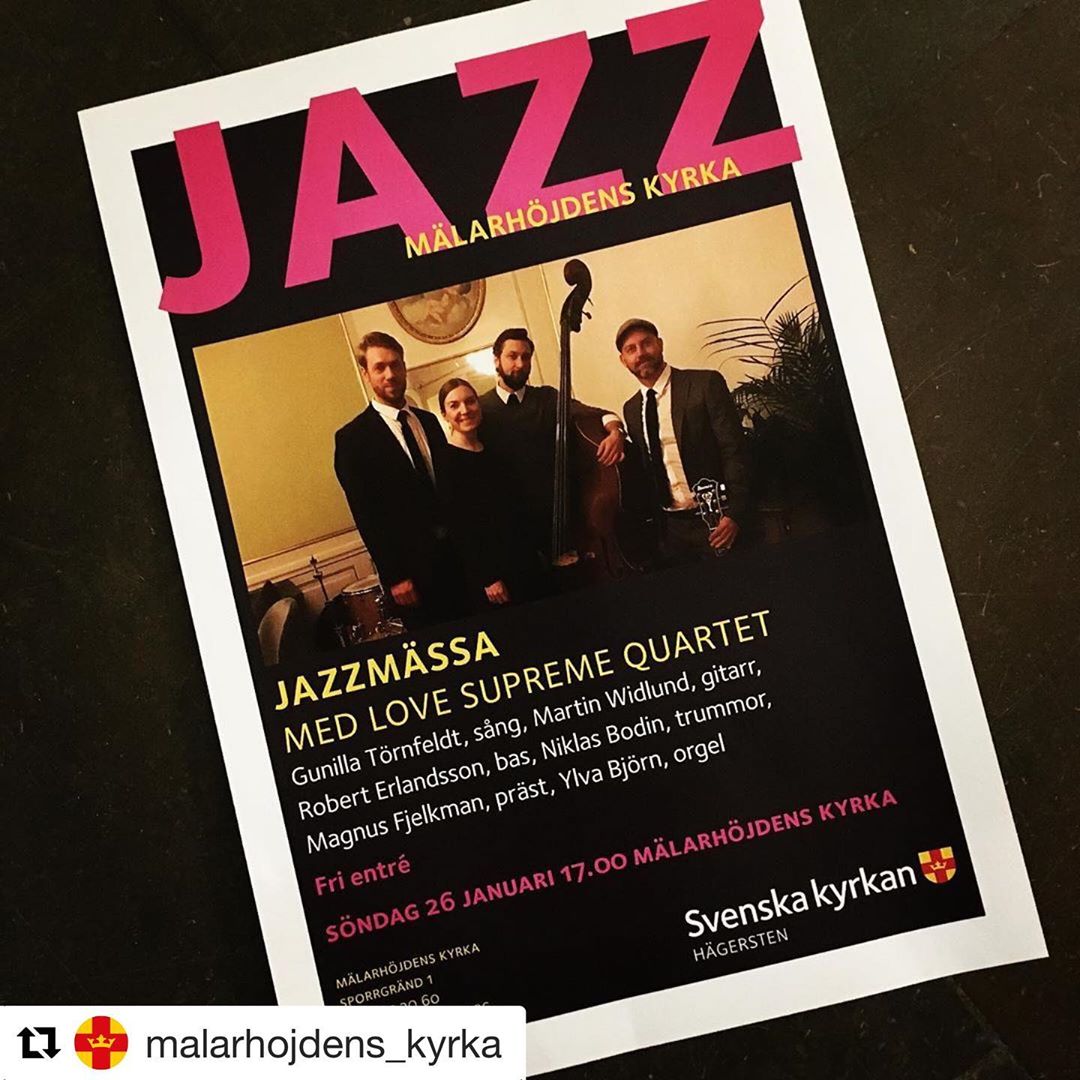 JAZZ
MÄLARHÖJDENS KYRKA
JAZZMÄSSA
MED LOVE SUPREME QUARTET
Gunilla Törnfeldt, sång, Martin Widlund, gitarr,
Robert Erlandsson, bas, Niklas Bodin, trummor,
Magnus Fjelkman, präst, Ylva Björn, orgel
Fri entré
SÖNDAG 26 JANUARI 17.00 MÄLARHÖJDENS KYRKA
Svenska kyrkan
HÄGERSTEN
MÄLARHÖJDENS KYRKA
SPORRGRÄND 1
60
malarhojdens_kyrka